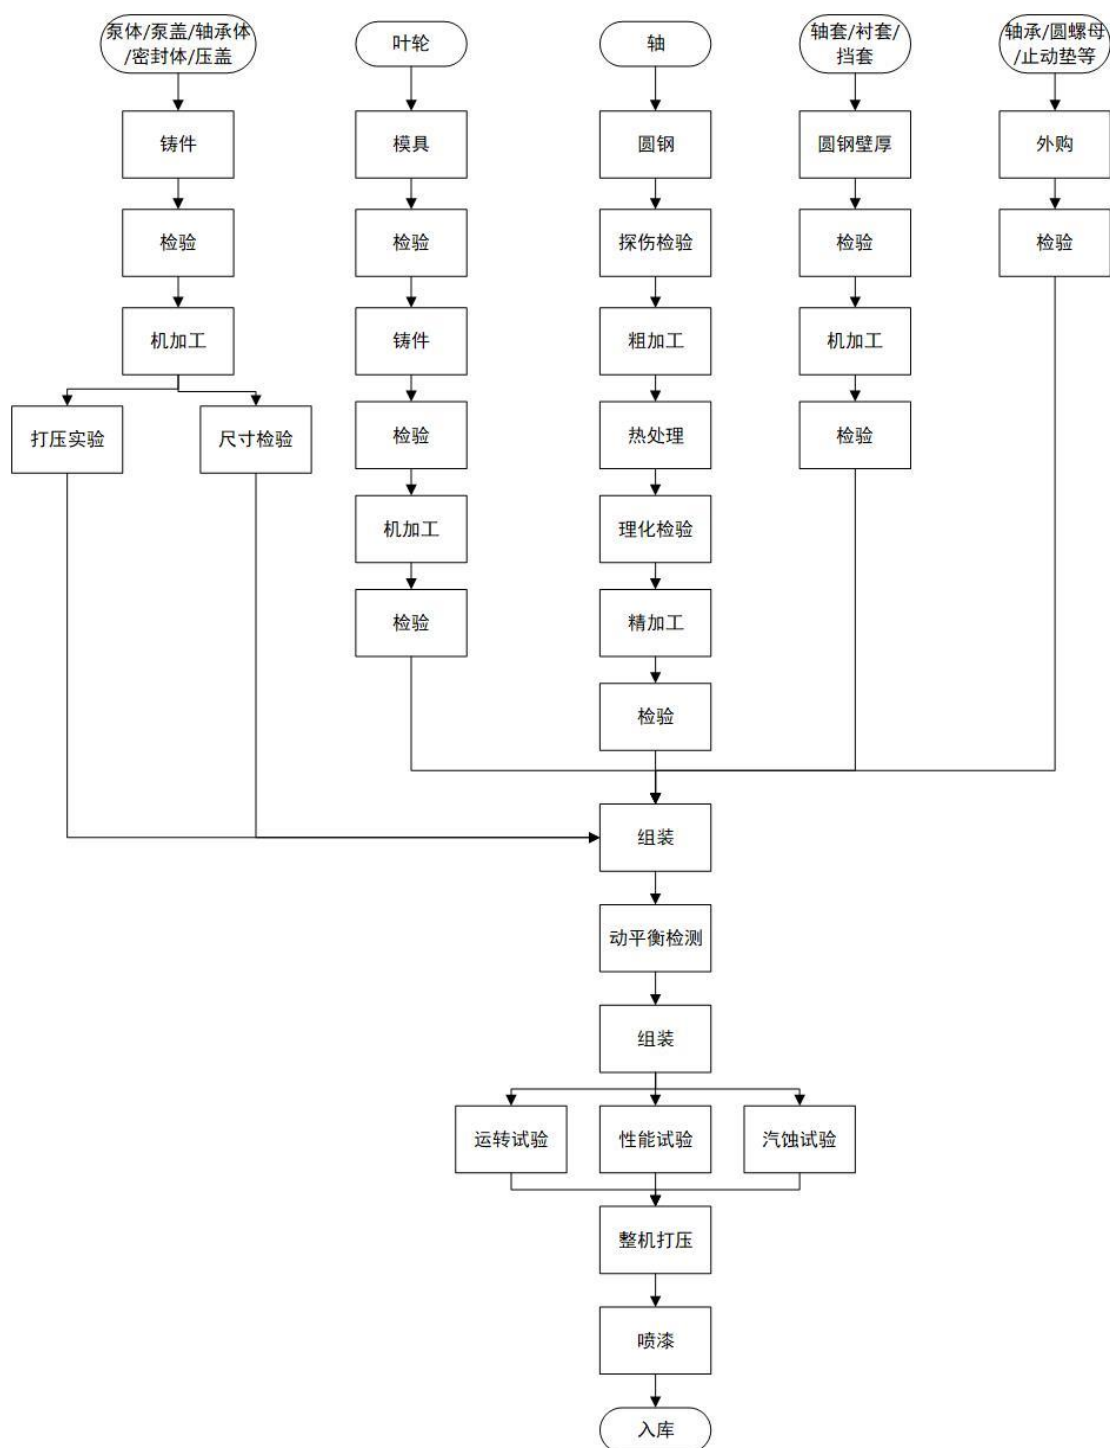 泵体/泵盖/轴承体
/密封体/压盖
叶轮
轴
轴套/衬套/
挡套
轴承/圆螺母
/止动垫等
铸件
模具
圆钢
圆钢壁厚
外购
检验
检验
探伤检验
检验
检验
机加工
铸件
粗加工
机加工
打压实验
尺寸检验
检验
热处理
检验
机加工
理化检验
检验
精加工
检验
组装
动平衡检测
组装
运转试验
性能试验
汽蚀试验
整机打压
喷漆
入库